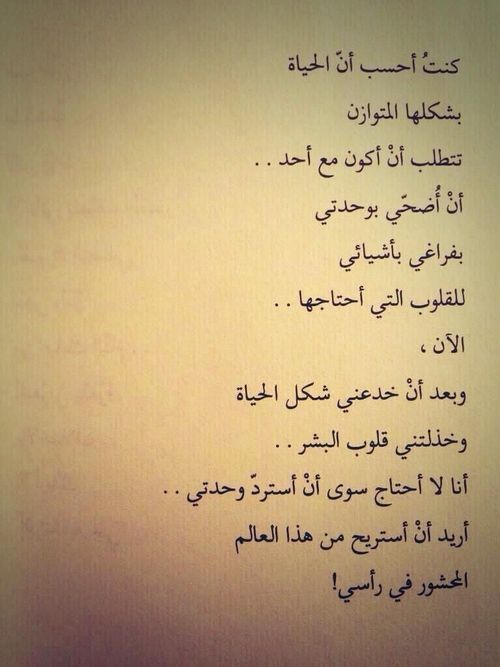 كنتُ أحسب أنّ الحياة
بشكلها المتوازن
تتطلب أنْ أكون مع أحد . .
أنْ أُضحّي بوحدتي
بفراغي بأشيائي
للقلوب التي أحتاجها . .
الآن ،
وبعد أنْ خدعني شكل الحياة
وخذلتني قلوب البشر . .
أنا لا أحتاج سوى أنْ أستردّ وحدتي . .
أريد أنْ أستريح من هذا العالم
المحشور في رأسي!